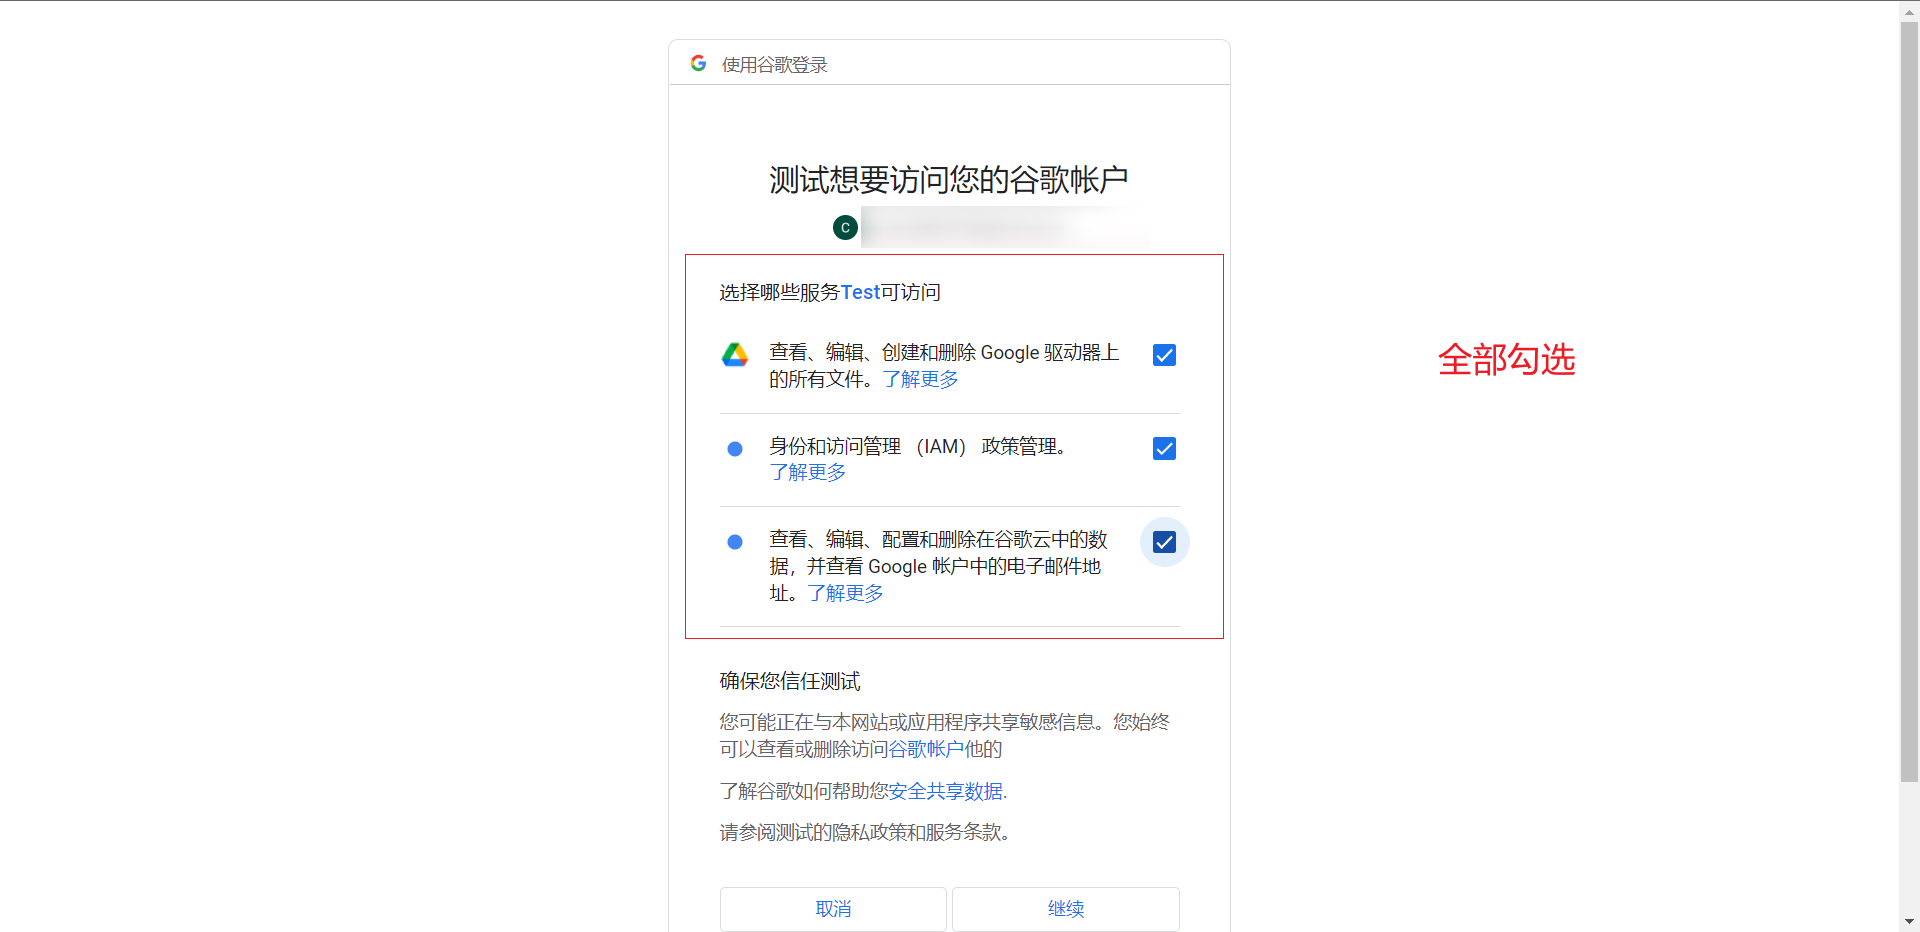 使用谷歌登录
测试想要访问您的谷歌帐户
C
选择哪些服务Test可访问
查看、编辑、创建和删除 Google 驱动器上
的所有文件。了解更多
全部勾选
身份和访问管理 （IAM） 政策管理。
了解更多
查看、编辑、配置和删除在谷歌云中的数
据，并查看 Google 帐户中的电子邮件地
址。了解更多
确保您信任测试
您可能正在与本网站或应用程序共享敏感信息。您始终
可以查看或删除访问谷歌帐户他的
了解谷歌如何帮助您安全共享数据.
请参阅测试的隐私政策和服务条款。
取消
继续